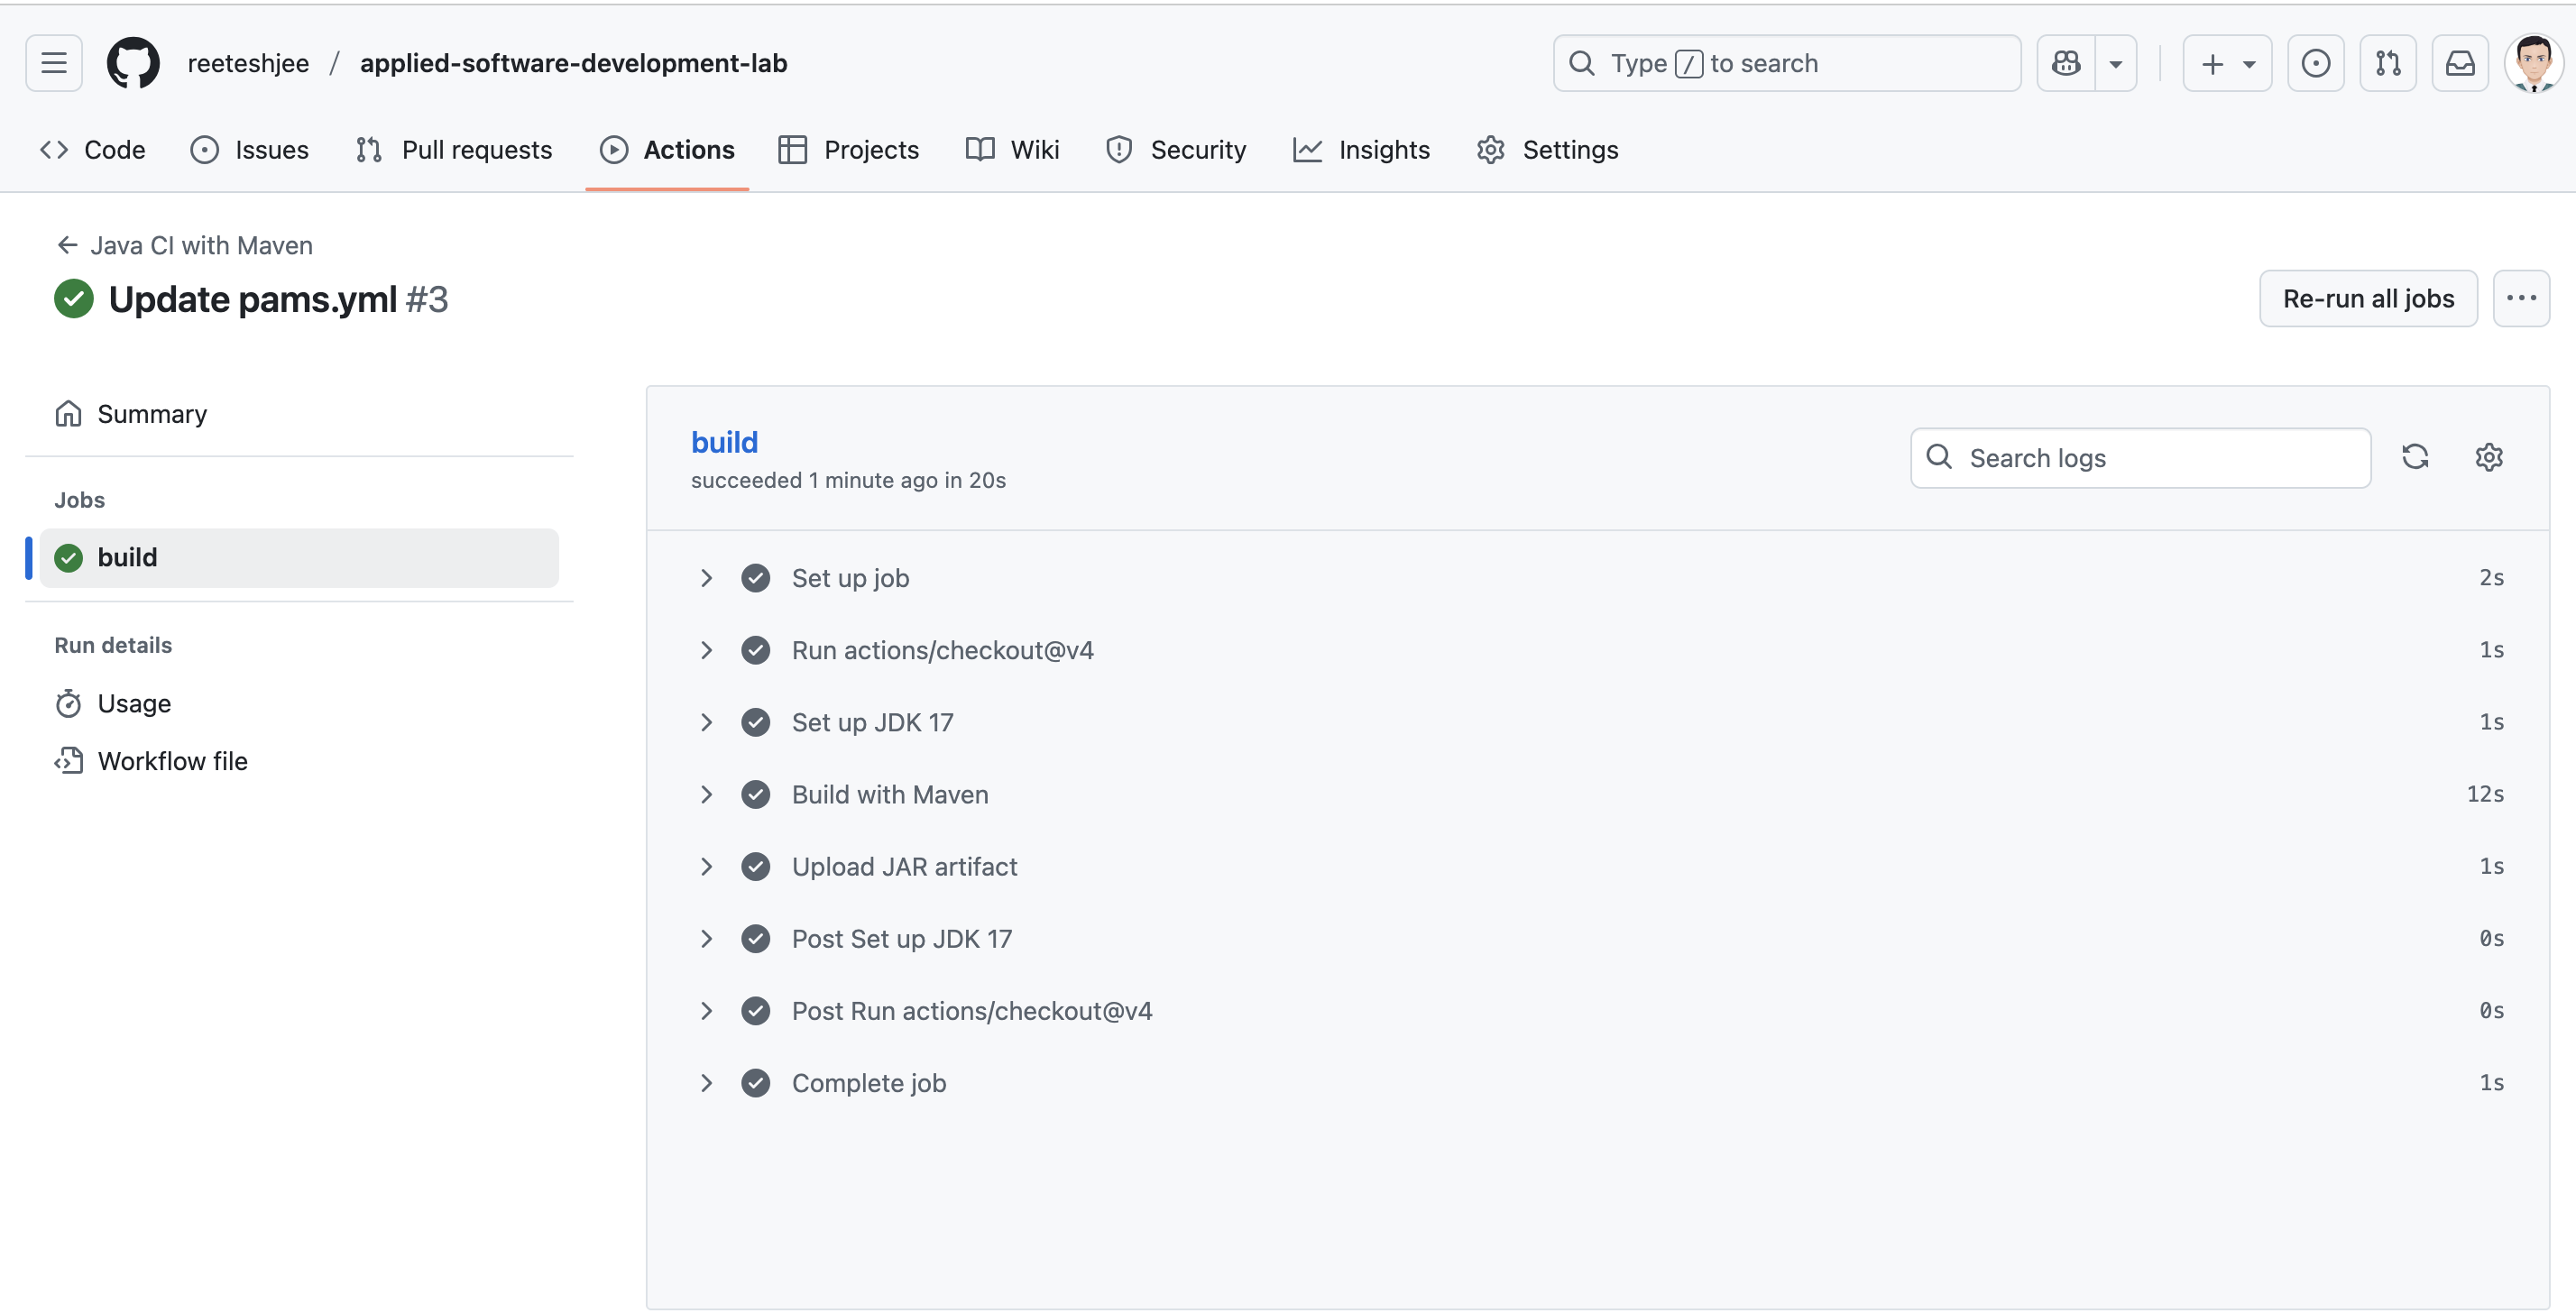 reeteshjee / applied-software-development-lab
Type / to search
Code Issues Pull requests Actions Projects Wiki Security Insights Settings
Java CI with Maven
Update pams.yml #3
Re-run all jobs
Summary
Jobs
build
Run details
Usage
Workflow file
build
succeeded 1 minute ago in 20s
Search logs
Set up job 2s
Run actions/checkout@v4 1s
Set up JDK 17 1s
Build with Maven 12s
Upload JAR artifact 1s
Post Set up JDK 17 0s
Post Run actions/checkout@v4 0s
Complete job 1s